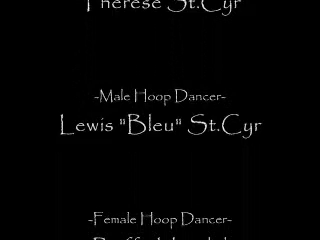 Therese St.Cyr
-Male Hoop Dancer-
Lewis "Bleu" St.Cyr
-Female Hoop Dancer-